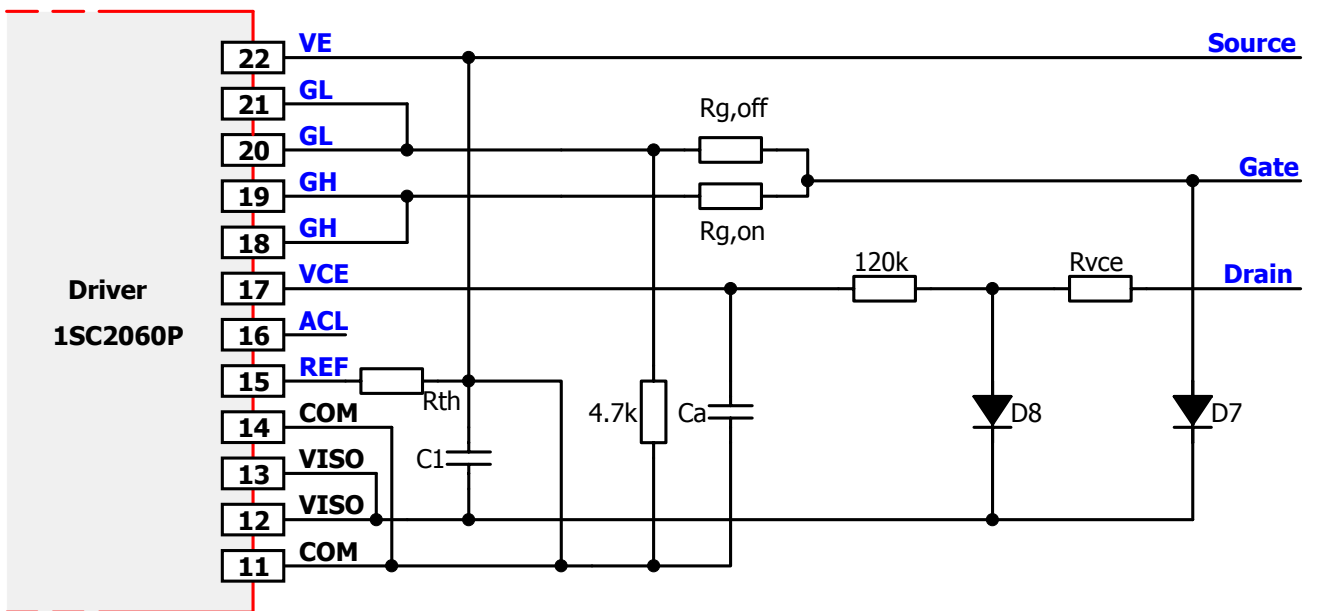 22 VE Source
21 GL
Rg,off
20 GL
Gate
19 GH
Rg,on
18 GH
120k Rvce
17 VCE Drain
Driver
1SC2060P
16 ACL
15 REF
Rth
14 COM
4.7k Ca D8 D7
13 VISO
C1
12 VISO
11 COM